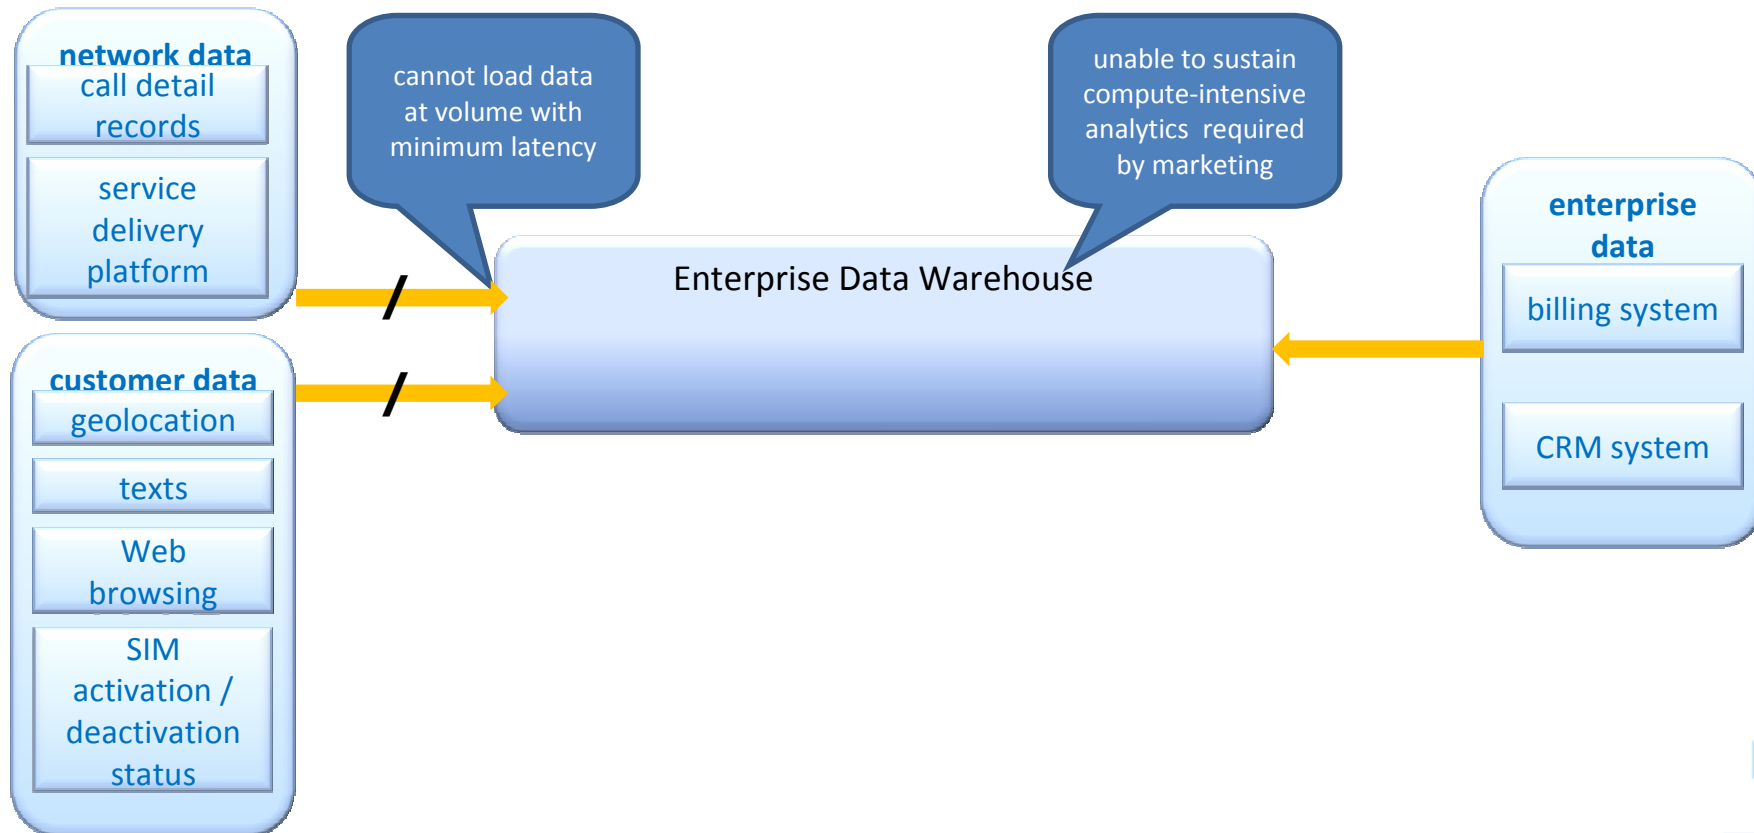 network data
call detail
records
service
delivery
platform
customer data
geolocation
texts
Web
browsing
SIM
activation /
deactivation
status
cannot load data
at volume with
minimum latency
unable to sustain
compute-intensive
analytics required
by marketing
/
/
Enterprise Data Warehouse
enterprise
data
billing system
CRM system